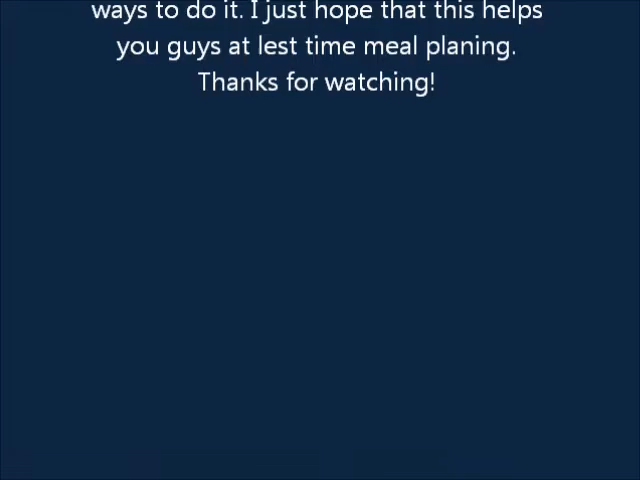 ways to do it. I just hope that this helps
you guys at lest time meal planing.
Thanks for watching!